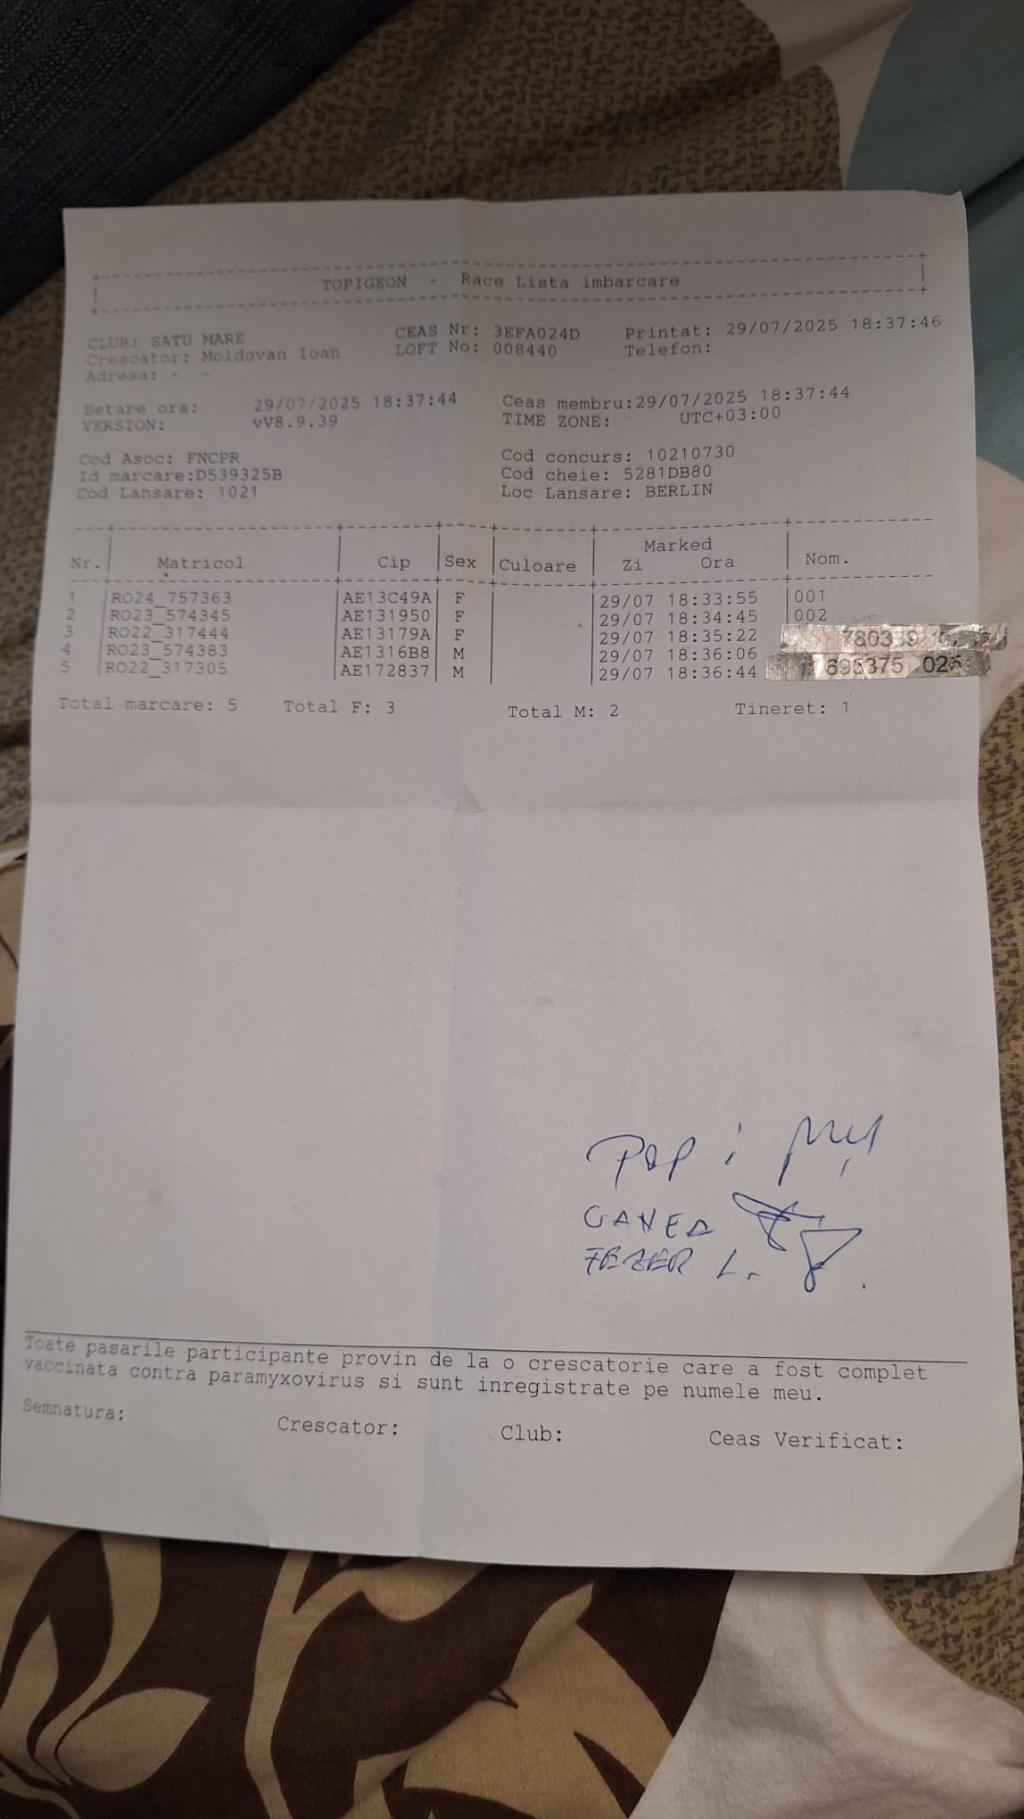 TOPIGEON - Race Lista imbarcare
CLUB: SATU MARE CEAS Nr: 3EFA024D Printat: 29/07/2025 18:37:46
Crescator: Moldovan Ioan LOFT No: 008440 Telefon:
Adresa: - -
Setare ora: 29/07/2025 18:37:44 Ceas membru:29/07/2025 18:37:44
VERSION: vV8.9.39 TIME ZONE: UTC+03:00
Cod Asoc: FNCPR Cod concurs: 10210730
Id marcare:D539325B Cod cheie: 5281DB80
Cod Lansare: 1021 Loc Lansare: BERLIN
Marked
Nr. Matricol Cip Sex Culoare Zi Ora Nom.
1 RO24_757363 AE13C49A F 29/07 18:33:55 001
2 RO23_574345 AE131950 F 29/07 18:34:45 002
3 RO22_317444 AE13179A F 29/07 18:35:22
4 RO23_574383 AE1316B8 M 29/07 18:36:06
5 RO22_317305 AE172837 M 29/07 18:36:44
Total marcare: 5 Total F: 3 Total M: 2 Tineret: 1
Pop i
GANEA
L.
Toate pasarile participante provin de la o crescatorie care a fost complet
vaccinata contra paramyxovirus si sunt inregistrate pe numele meu.
Semnatura: Crescator: Club: Ceas Verificat: